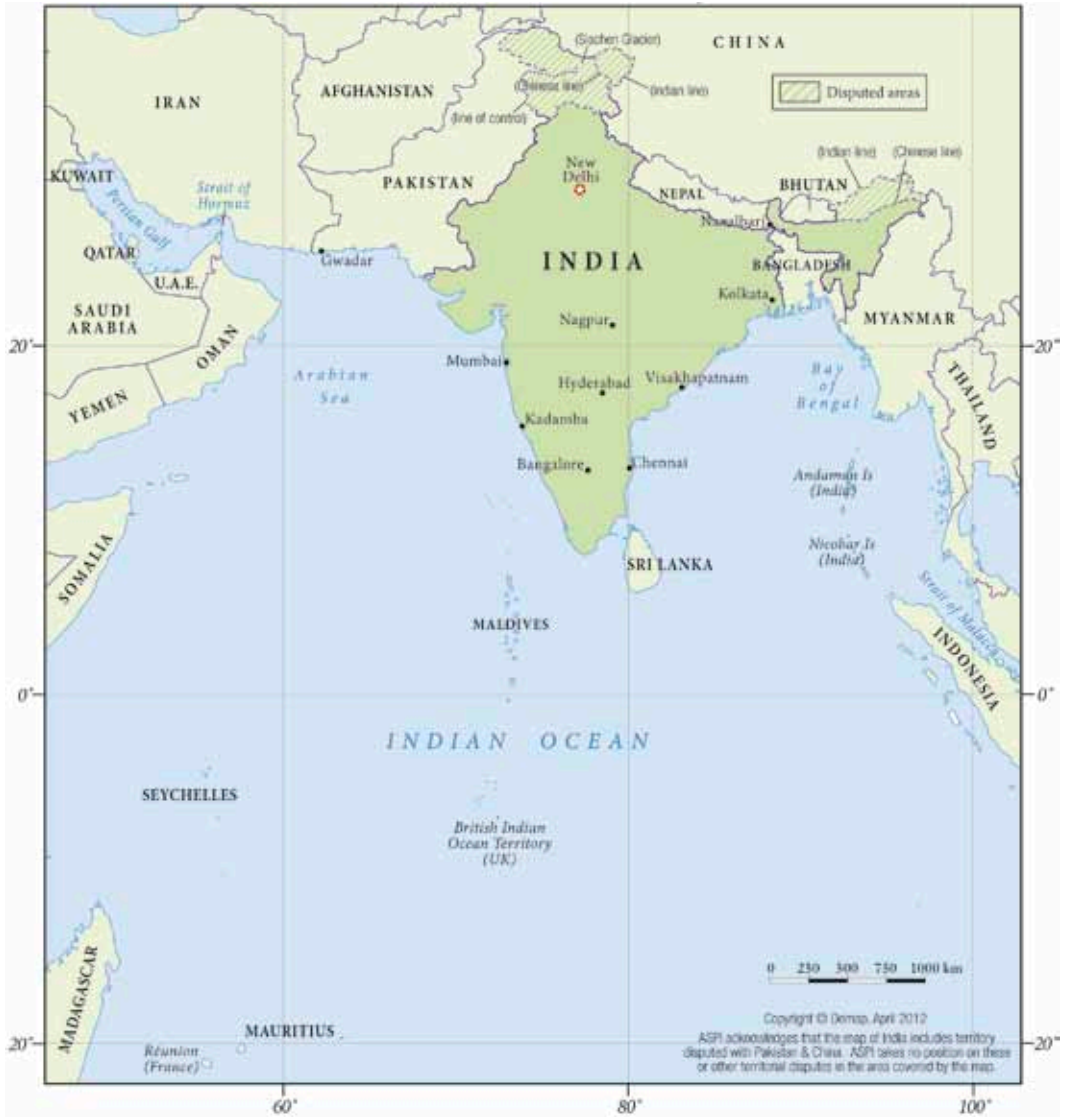 CHINA
(Siachen Glacier)
IRAN
AFGHANISTAN
(Chinese line)
(Indian line)
Disputed areas
(line of control)
(Indian line)
(Chinese line)
KUWAIT
Strait of
Hormuz
PAKISTAN
New
Delhi
NEPAL
BHUTAN
Persian Gulf
Naxalbari
QATAR
Gwadar
INDIA
BANGLADESH
U.A.E.
Kolkata
SAUDI
ARABIA
Nagpur
MYANMAR
20°
OMAN
Mumbai
20°
Arabian
Sea
Hyderabad
Visakhapatnam
Bay
of
Bengal
THAILAND
YEMEN
Kadamba
Bangalore
Chennai
Andaman Is
(India)
SOMALIA
Nicobar Is
(India)
SRI LANKA
Strait of Malacca
MALDIVES
INDONESIA
0°
0°
INDIAN OCEAN
SEYCHELLES
British Indian
Ocean Territory
(UK)
MADAGASCAR
0 250 500 750 1000 km
Copyright © Demap, April 2012
MAURITIUS
ASPI acknowledges that the map of India includes territory
disputed with Pakistan & China. ASPI takes no position on these
or other territorial disputes in the area covered by the map.
20°
20°
Réunion
(France)
60°
80°
100°